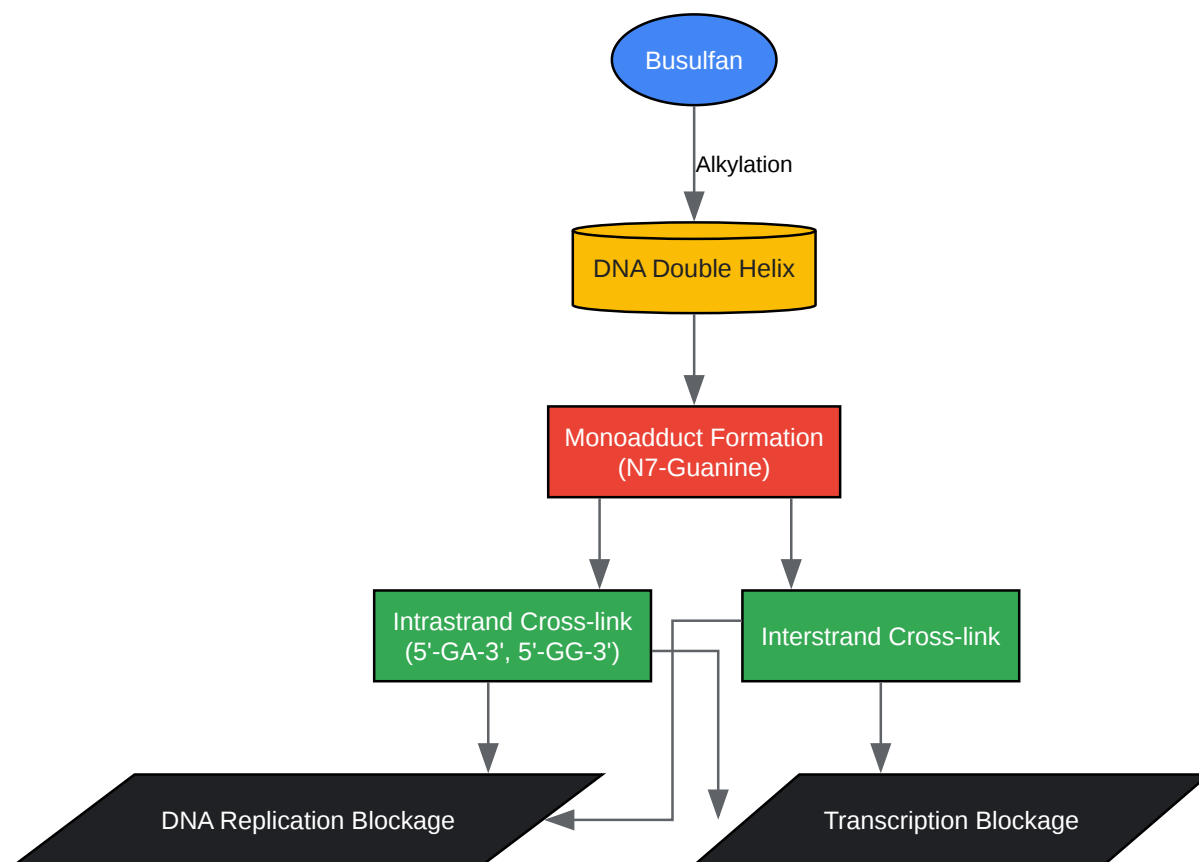 Busulfan
Alkylation
DNA Double Helix
Monoadduct Formation
(N7-Guanine)
Intrastrand Cross-link
(5'-GA-3', 5'-GG-3')
Interstrand Cross-link
DNA Replication Blockage
Transcription Blockage